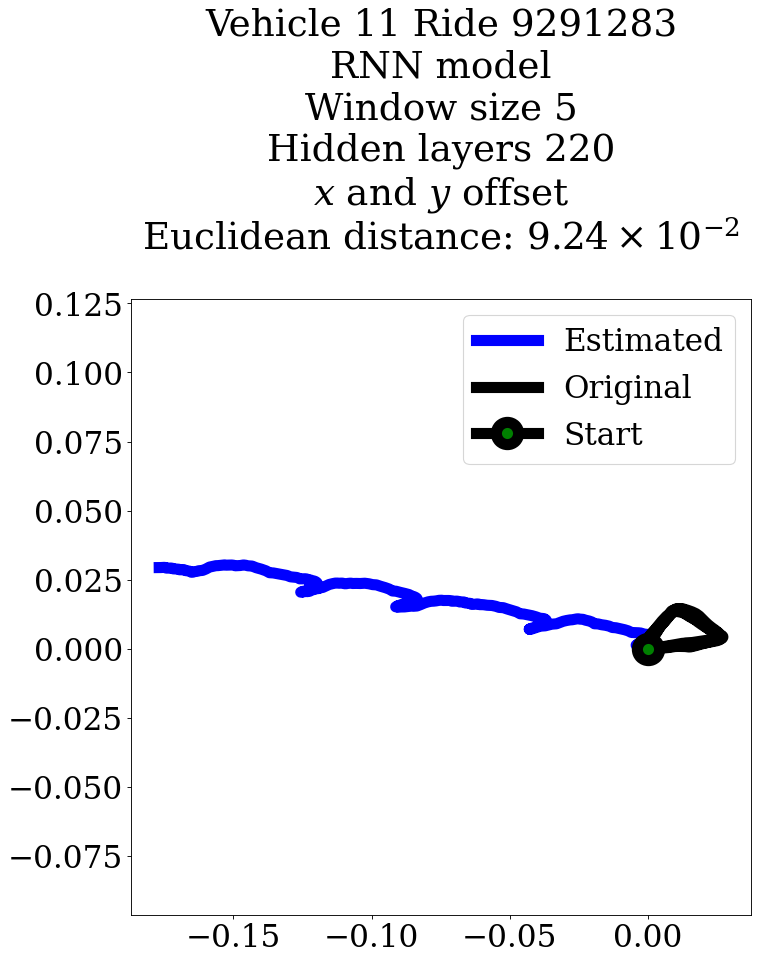 Vehicle 11 Ride 9291283
RNN model
Window size 5
Hidden layers 220
x and y offset
Euclidean distance: 9.24 × 10⁻²
Estimated
Original
Start
0.125
0.100
0.075
0.050
0.025
0.000
−0.025
−0.050
−0.075
−0.15 −0.10 −0.05 0.00